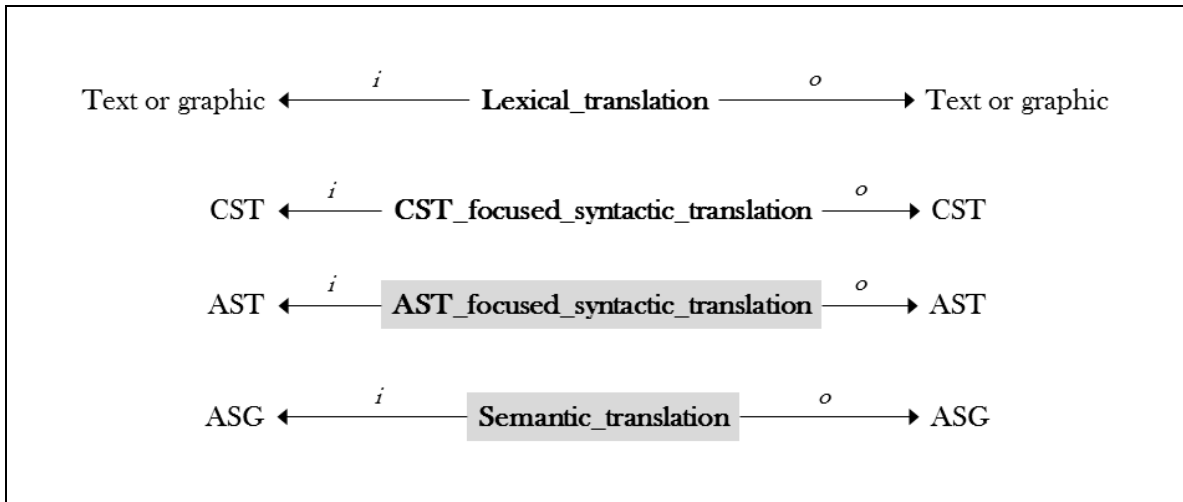 i o
Text or graphic Lexical_translation Text or graphic
i o
CST CST_focused_syntactic_translation CST
i o
AST AST_focused_syntactic_translation AST
i o
ASG Semantic_translation ASG